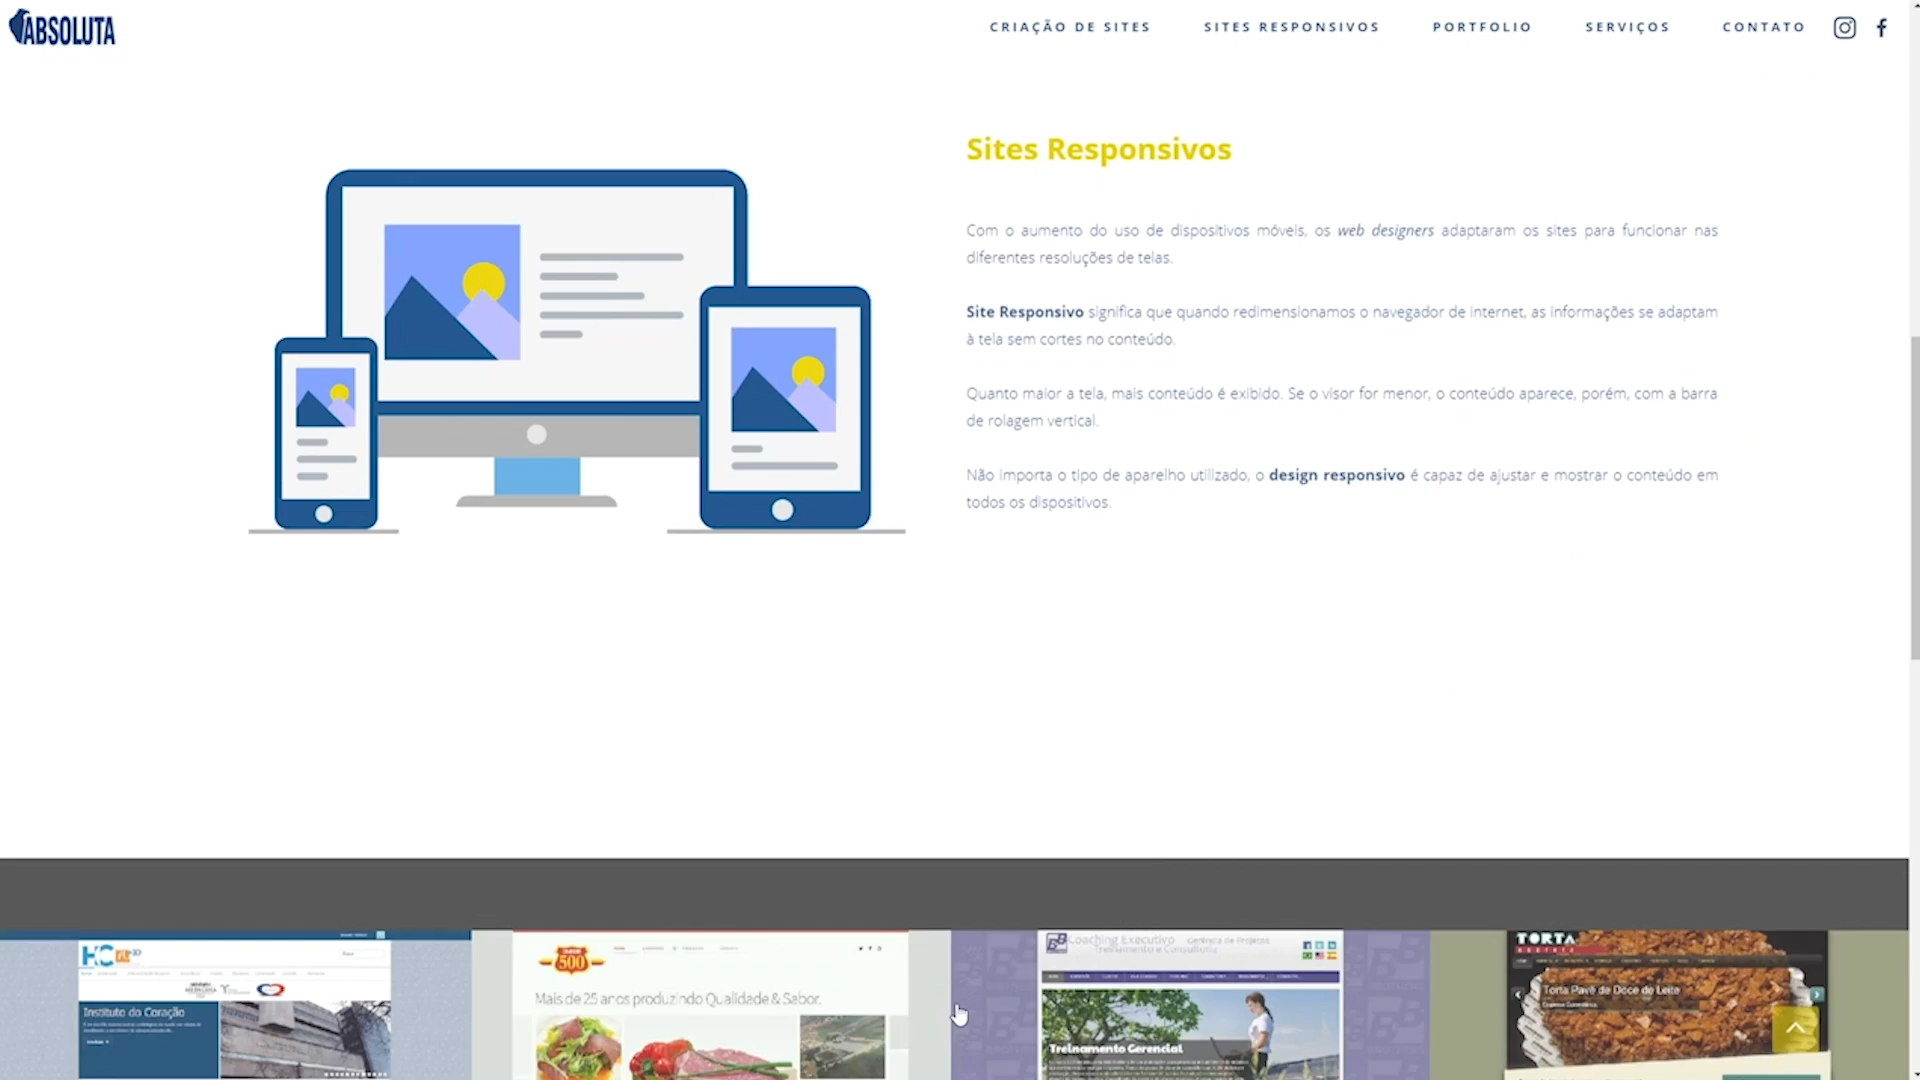 ABSOLUTA
CRIAÇÃO DE SITES
SITES RESPONSIVOS
PORTFOLIO
SERVIÇOS
CONTATO
Sites Responsivos
Com o aumento do uso de dispositivos móveis, os web designers adaptaram os sites para funcionar nas
diferentes resoluções de telas.
Site Responsivo significa que quando redimensionamos o navegador de internet, as informações se adaptam
à tela sem cortes no conteúdo.
Quanto maior a tela, mais conteúdo é exibido. Se o visor for menor, o conteúdo aparece, porém, com a barra
de rolagem vertical.
Não importa o tipo de aparelho utilizado, o design responsivo é capaz de ajustar e mostrar o conteúdo em
todos os dispositivos.
Instituto do Coração
500
Mais de 25 anos produzindo Qualidade & Sabor.
Coaching Executivo
Gerência de Projetos
Treinamento e Consultoria
Treinamento Gerencial
TORTA
Torta Pavê de Doce de Leite